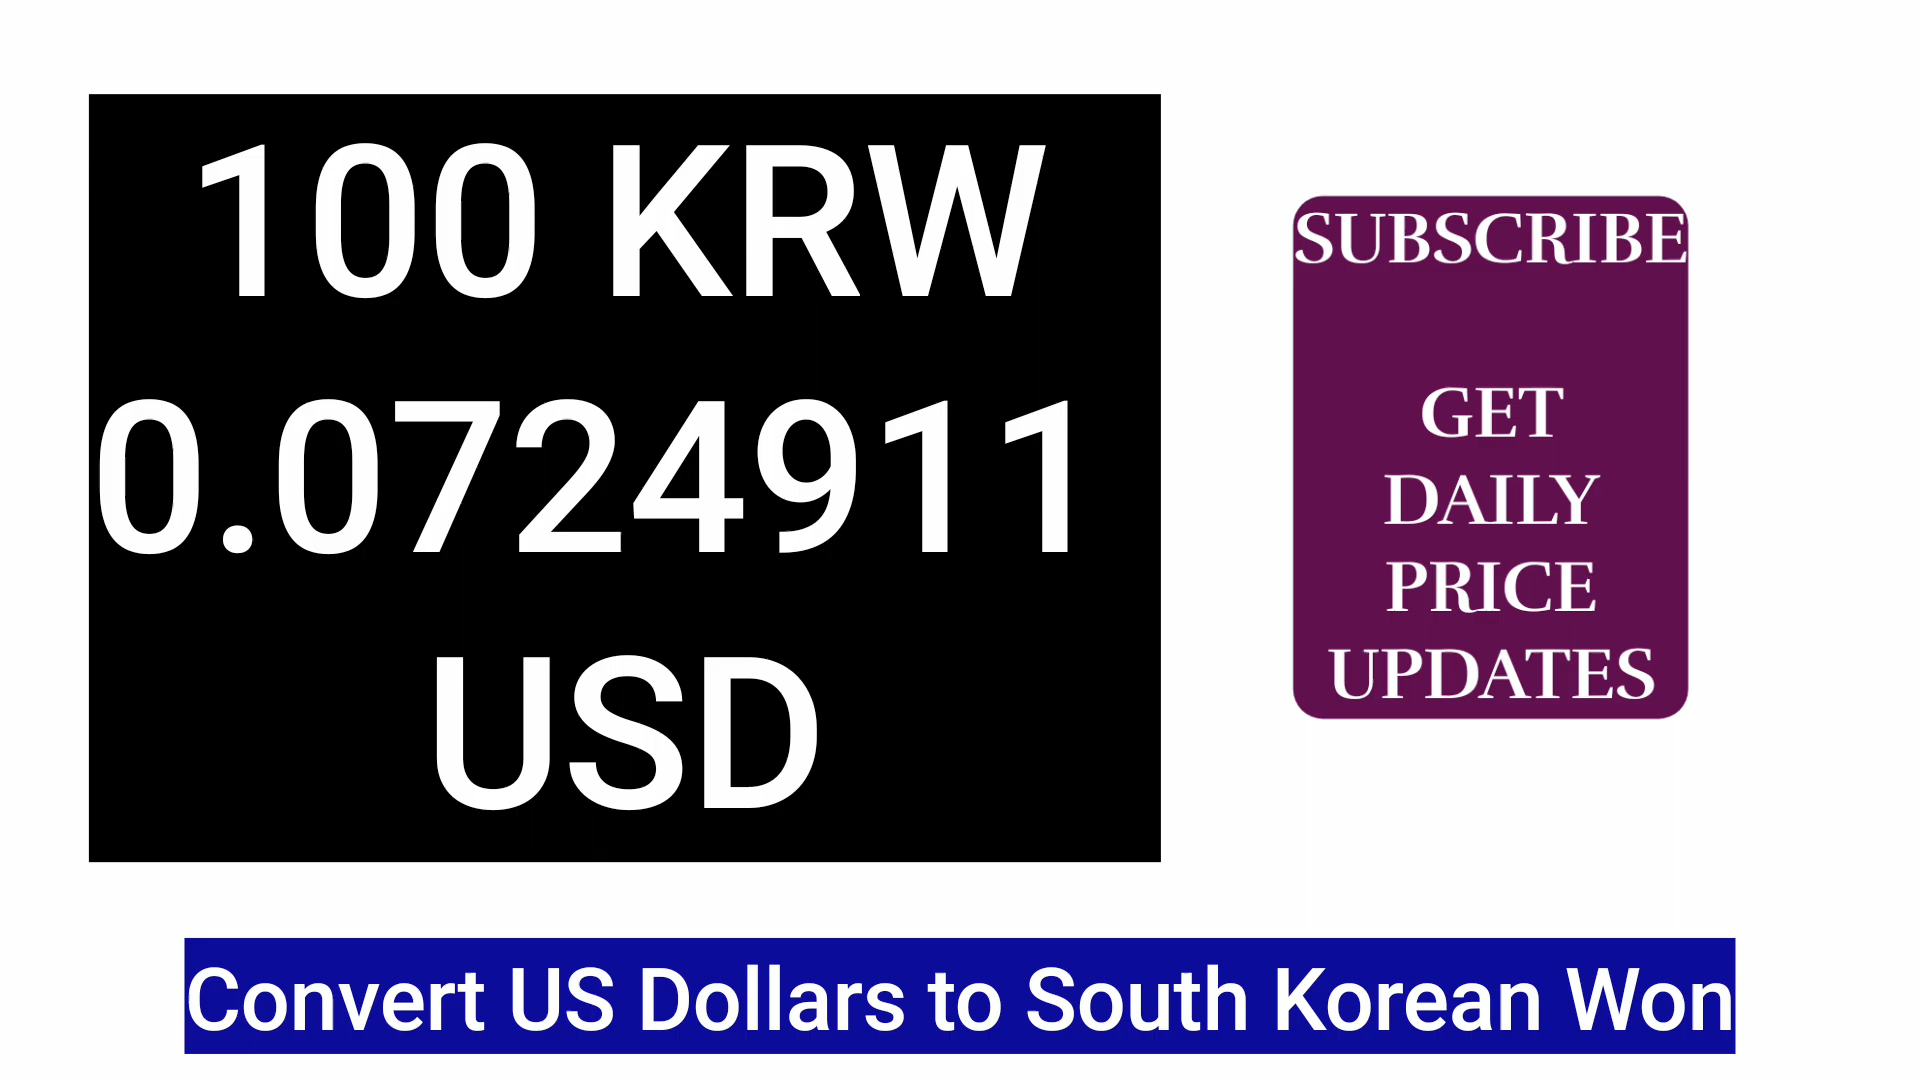 100 KRW
0.0724911
USD
SUBSCRIBE
GET
DAILY
PRICE
UPDATES
Convert US Dollars to South Korean Won